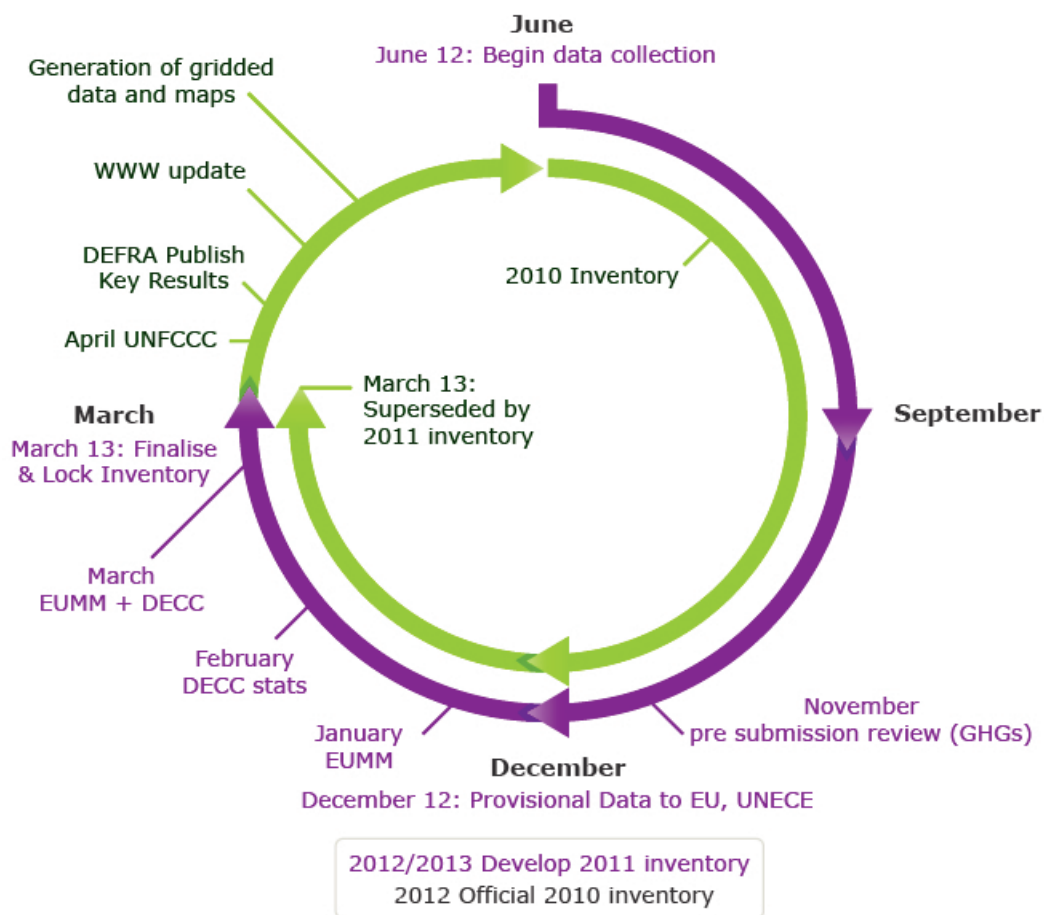 June
June 12: Begin data collection
Generation of gridded
data and maps
WWW update
DEFRA Publish
Key Results
April UNFCCC
2010 Inventory
March 13:
Superseded by
2011 inventory
September
March
March 13: Finalise
& Lock Inventory
March
EUMM + DECC
February
DECC stats
January
EUMM
November
pre submission review (GHGs)
December
December 12: Provisional Data to EU, UNECE
2012/2013 Develop 2011 inventory
2012 Official 2010 inventory